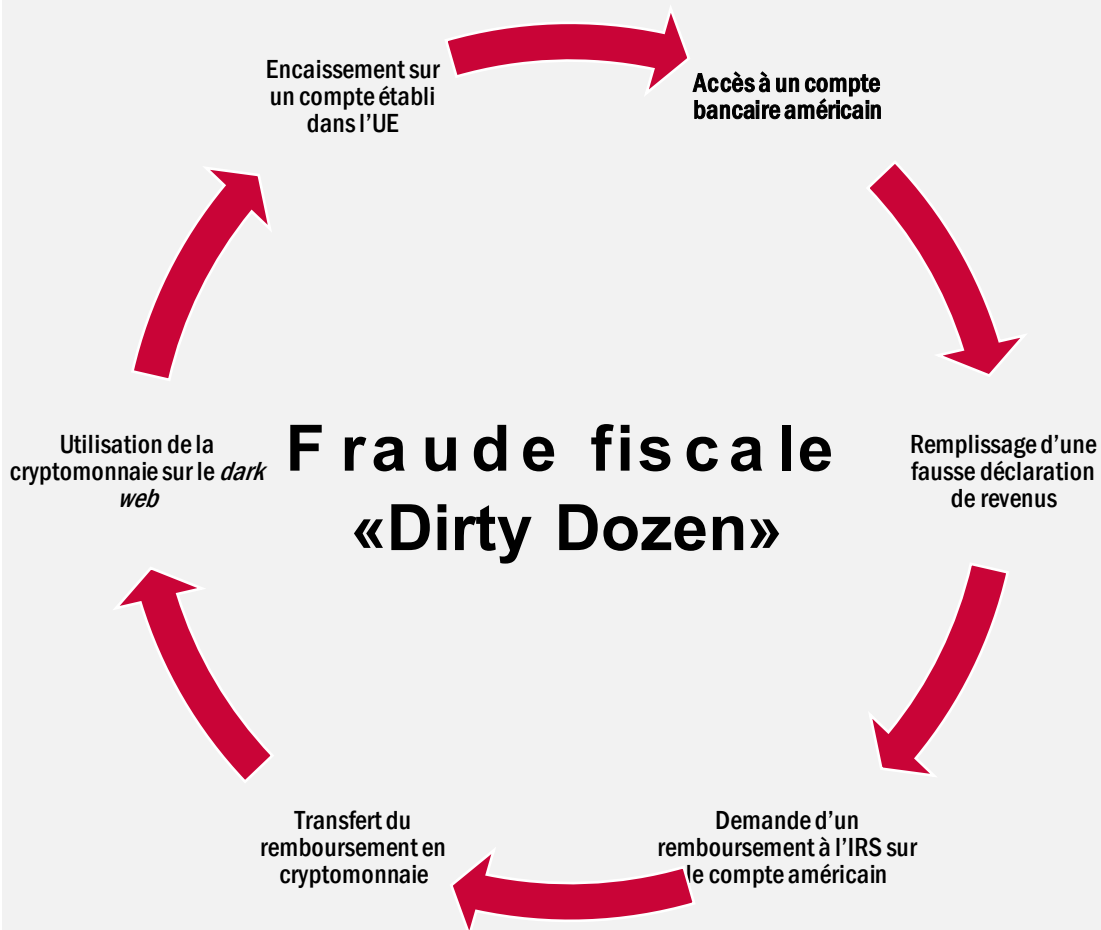 Encaissement sur
un compte établi
dans l’UE
Accès à un compte
bancaire américain
Remplissage d’une
fausse déclaration
de revenus
Demande d’un
remboursement à l’IRS sur
le compte américain
Transfert du
remboursement en
cryptomonnaie
Utilisation de la
cryptomonnaie sur le dark
web
Fraude fiscale
«Dirty Dozen»